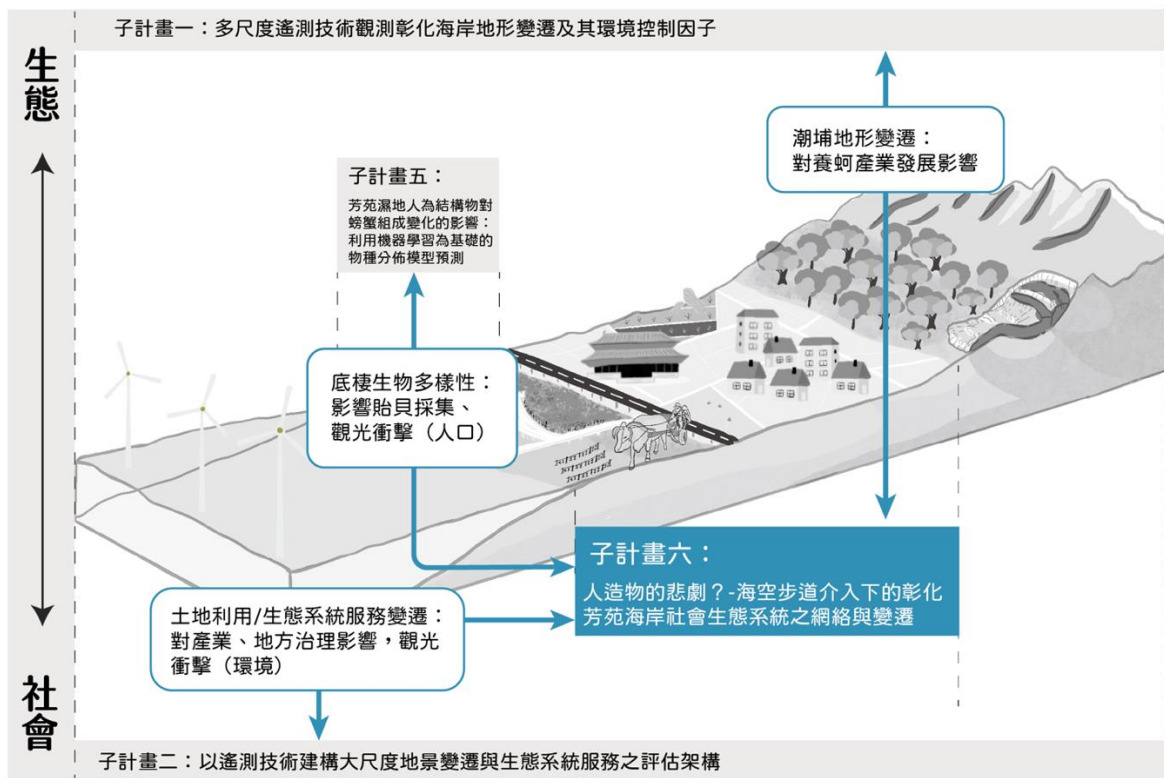 子計畫一：多尺度遙測技術觀測彰化海岸地形變遷及其環境控制因子
生態
潮埔地形變遷：
對養蚵產業發展影響
子計畫五：
芳苑濕地人為結構物對
螃蟹組成變化的影響：
利用機器學習為基礎的
物種分佈模型預測
底棲生物多樣性：
影響貽貝採集、
觀光衝擊（人口）
子計畫六：
人造物的悲劇？-海空步道介入下的彰化
芳苑海岸社會生態系統之網絡與變遷
土地利用/生態系統服務變遷：
對產業、地方治理影響，觀光
衝擊（環境）
社會
子計畫二：以遙測技術建構大尺度地景變遷與生態系統服務之評估架構